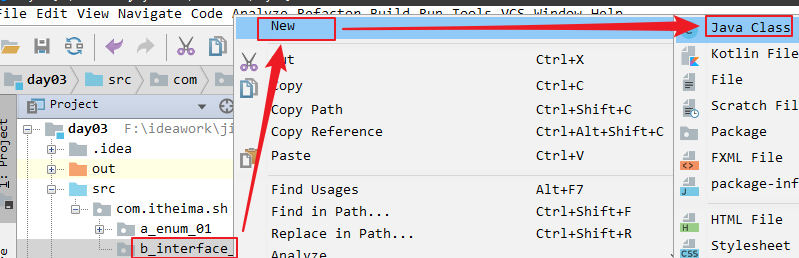 File Edit View Navigate Code Analyze Refactor Build Run Tools VCS Window Help
New
Java Class
Kotlin File
Cut Ctrl+X
File
Copy Ctrl+C
Scratch File
day03 src com
Copy Path Ctrl+Shift+C
Project
Package
Copy Reference Ctrl+Alt+Shift+C
day03 F:\ideawork\ji
FXML File
.idea
Paste Ctrl+V
package-inf
out
src
Find Usages Alt+F7
com.itheima.sh
Find in Path... Ctrl+Shift+F
HTML File
a_enum_01
Replace in Path... Ctrl+Shift+R
Stylesheet
b_interface_
Analyze
1: Project